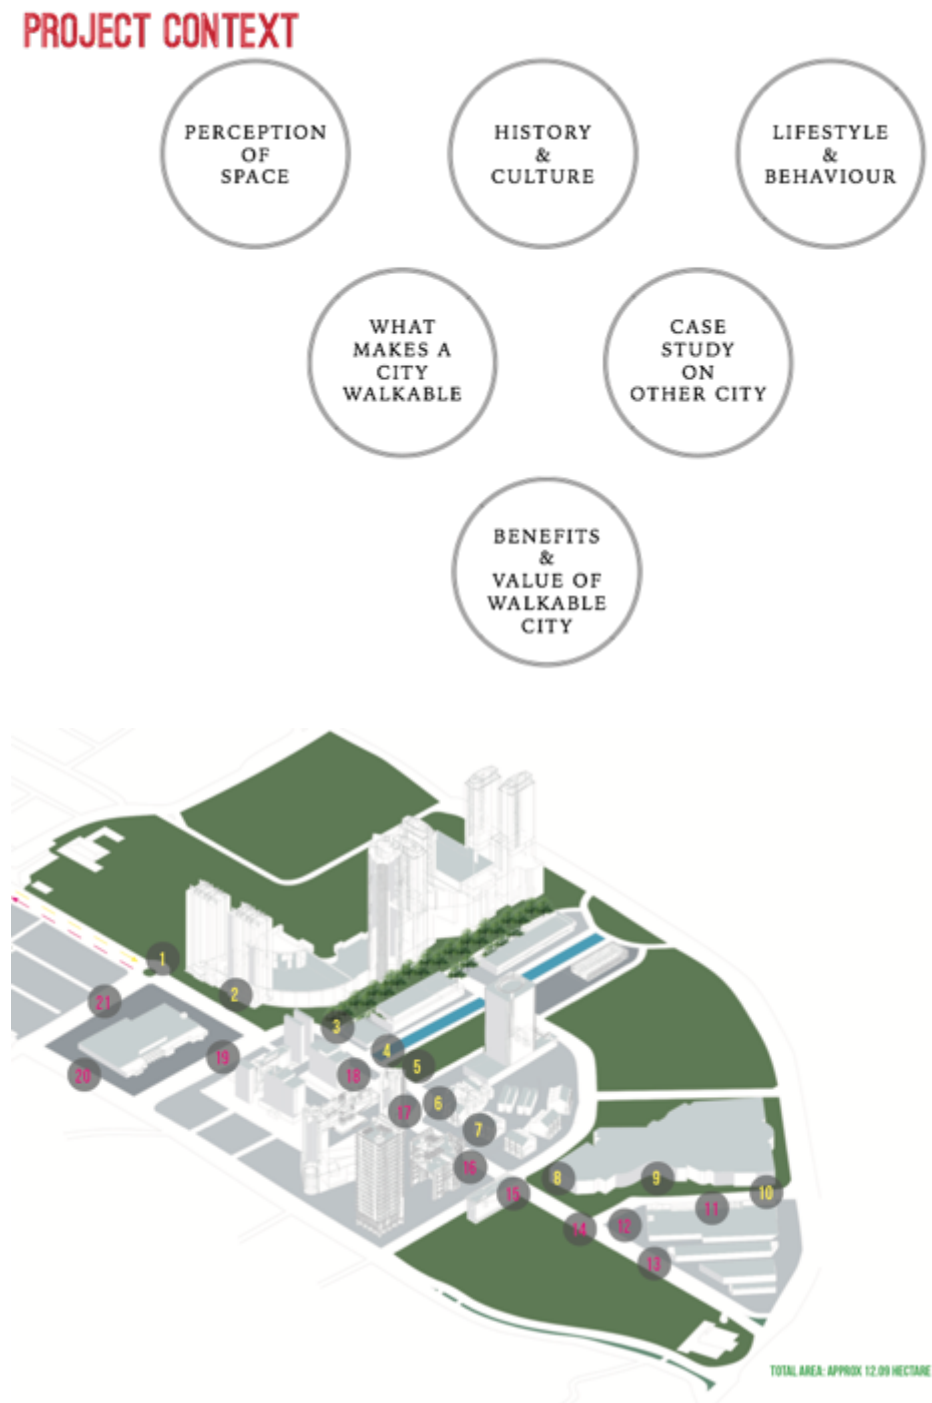 PROJECT CONTEXT
PERCEPTION
OF
SPACE
HISTORY
&
CULTURE
LIFESTYLE
&
BEHAVIOUR
WHAT
MAKES A
CITY
WALKABLE
CASE
STUDY
ON
OTHER CITY
BENEFITS
&
VALUE OF
WALKABLE
CITY
1
2
21
3
19
4
20
18
5
6
17
7
16
8
9
15
10
11
12
14
13
TOTAL AREA: APPROX 12.09 HECTARE